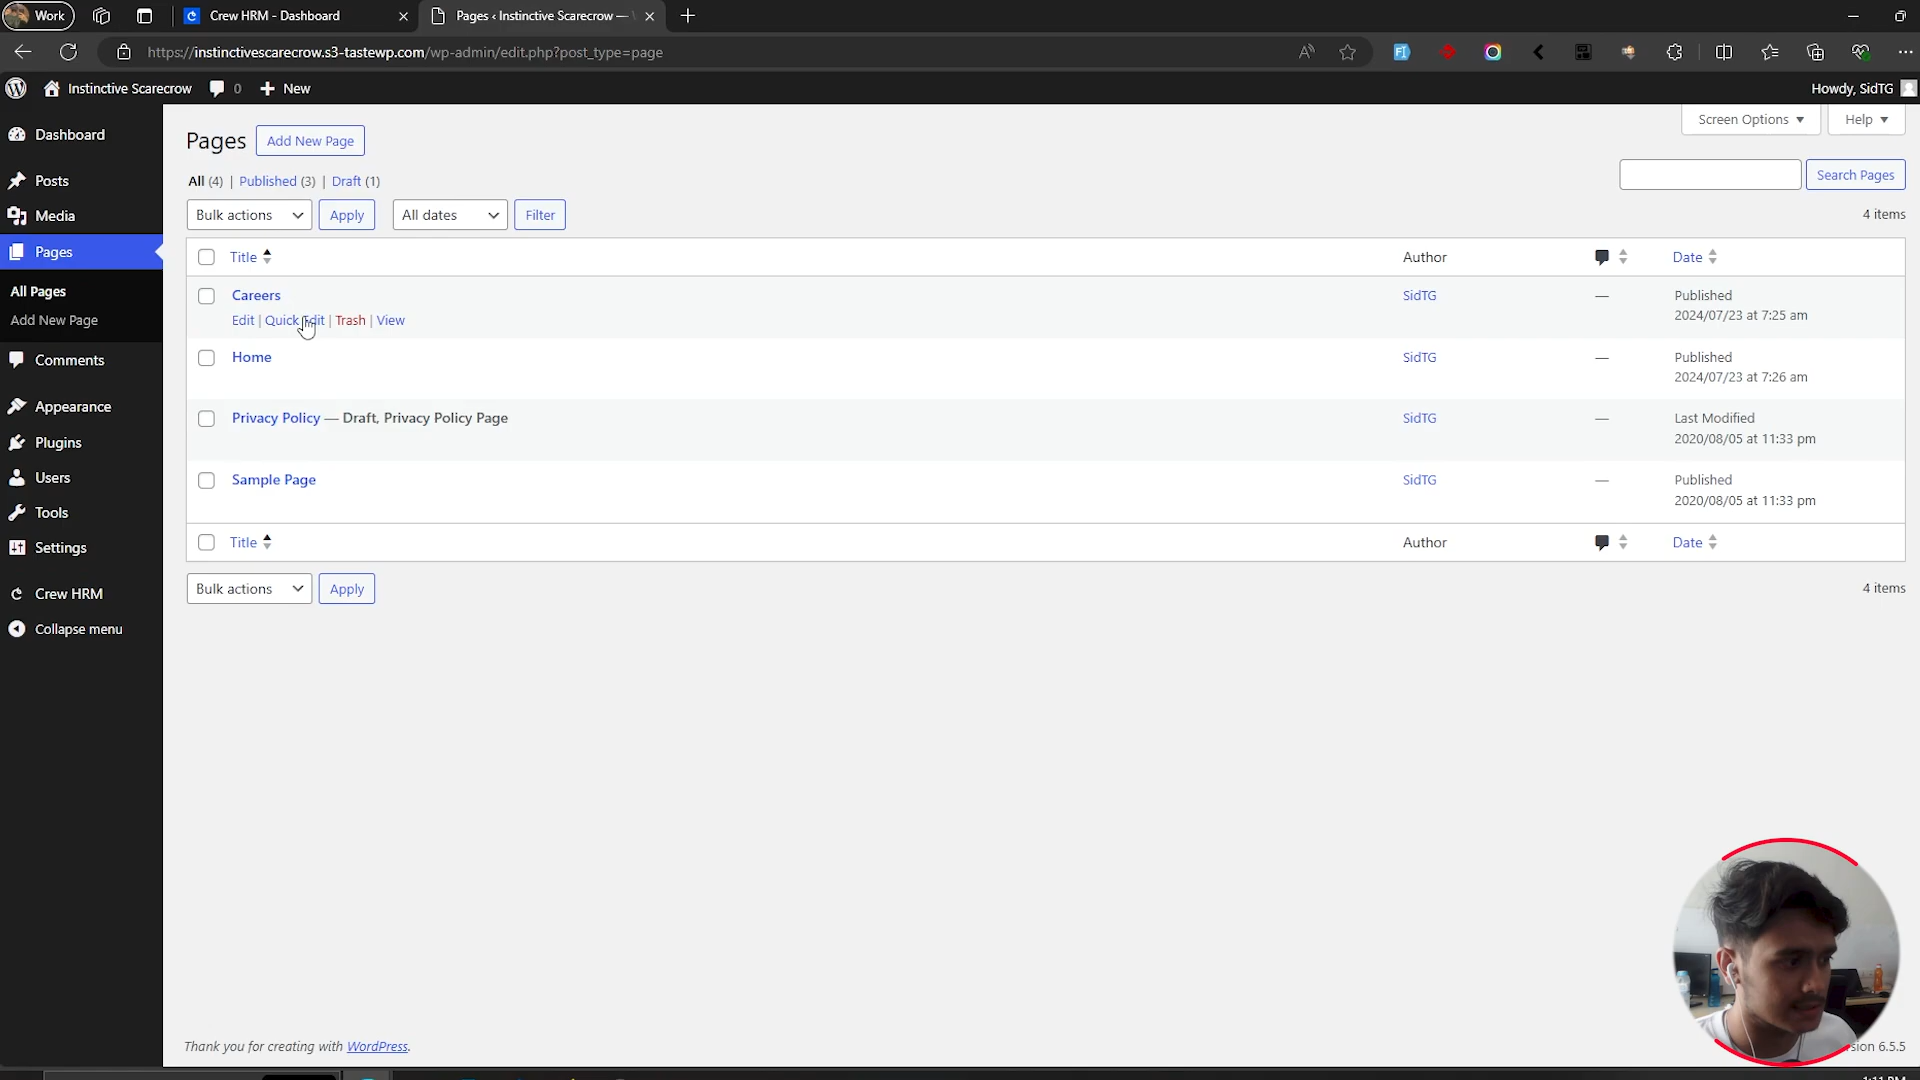 Work
Crew HRM - Dashboard
Pages ‹ Instinctive Scarecrow —
https://instinctivescarecrow.s3-tastewp.com/wp-admin/edit.php?post_type=page
Instinctive Scarecrow
0
New
Howdy, SidTG
Dashboard
Posts
Media
Pages
All Pages
Add New Page
Comments
Appearance
Plugins
Users
Tools
Settings
Crew HRM
Collapse menu
Screen Options
Help
Pages
Add New Page
All (4) | Published (3) | Draft (1)
Search Pages
Bulk actions
Apply
All dates
Filter
4 items
Title
Author
Date
Careers
SidTG
—
Published
2024/07/23 at 7:25 am
Edit | Quick Edit | Trash | View
Home
SidTG
—
Published
2024/07/23 at 7:26 am
Privacy Policy — Draft, Privacy Policy Page
SidTG
—
Last Modified
2020/08/05 at 11:33 pm
Sample Page
SidTG
—
Published
2020/08/05 at 11:33 pm
Title
Author
Date
Bulk actions
Apply
4 items
Thank you for creating with WordPress.
sion 6.5.5